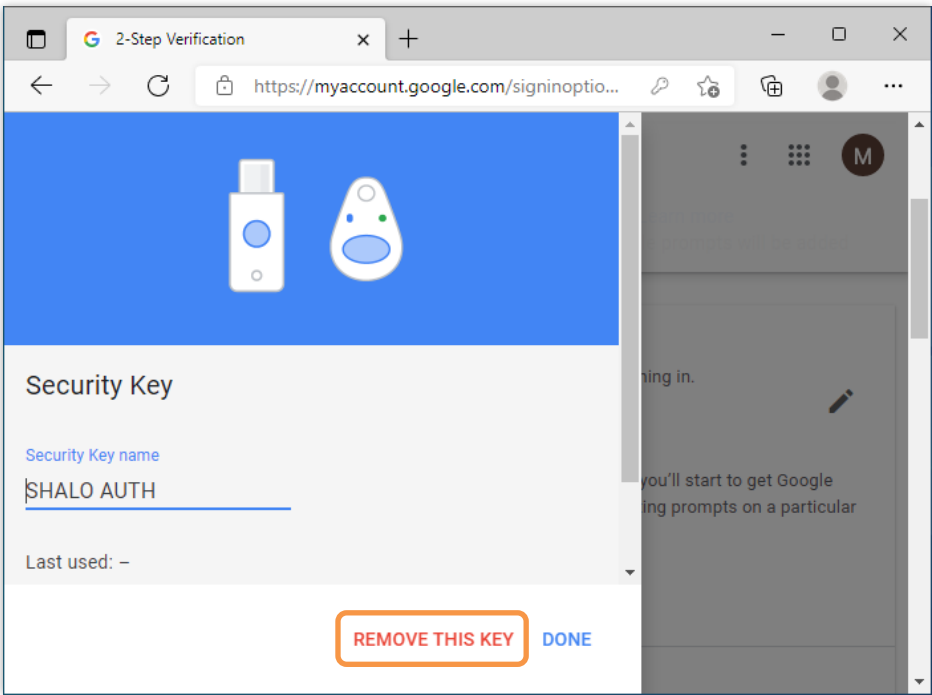 2-Step Verification
https://myaccount.google.com/signinoptio...
M
Security Key
Security Key name
SHALO AUTH
Last used: –
REMOVE THIS KEY
DONE
ning in.
you'll start to get Google
ing prompts on a particular